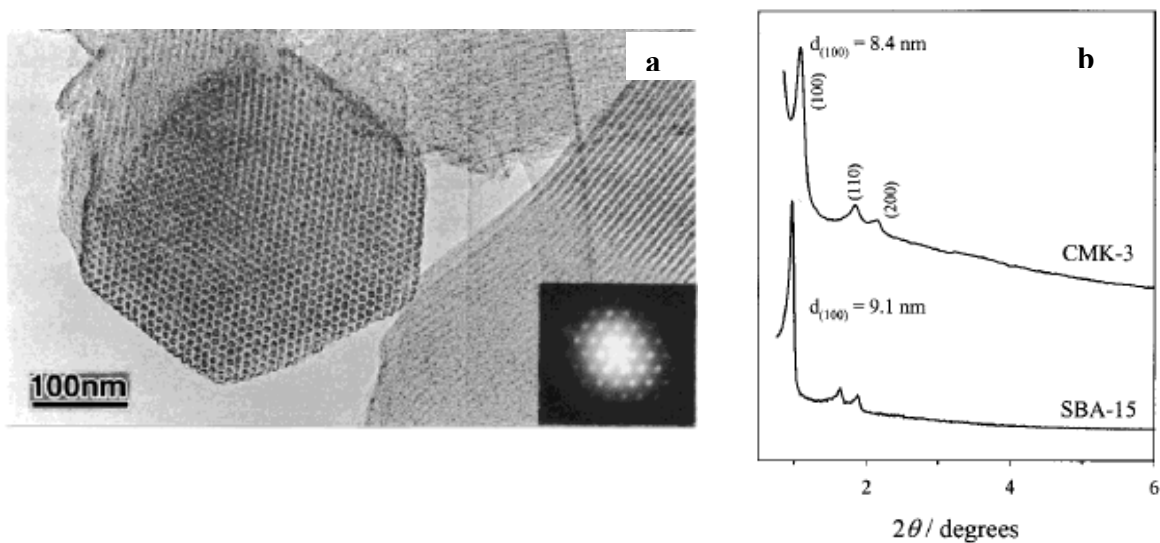 a
100nm
b
d(100) = 8.4 nm
(100)
(110)
(200)
CMK-3
d(100) = 9.1 nm
SBA-15
2 4 6
2θ / degrees